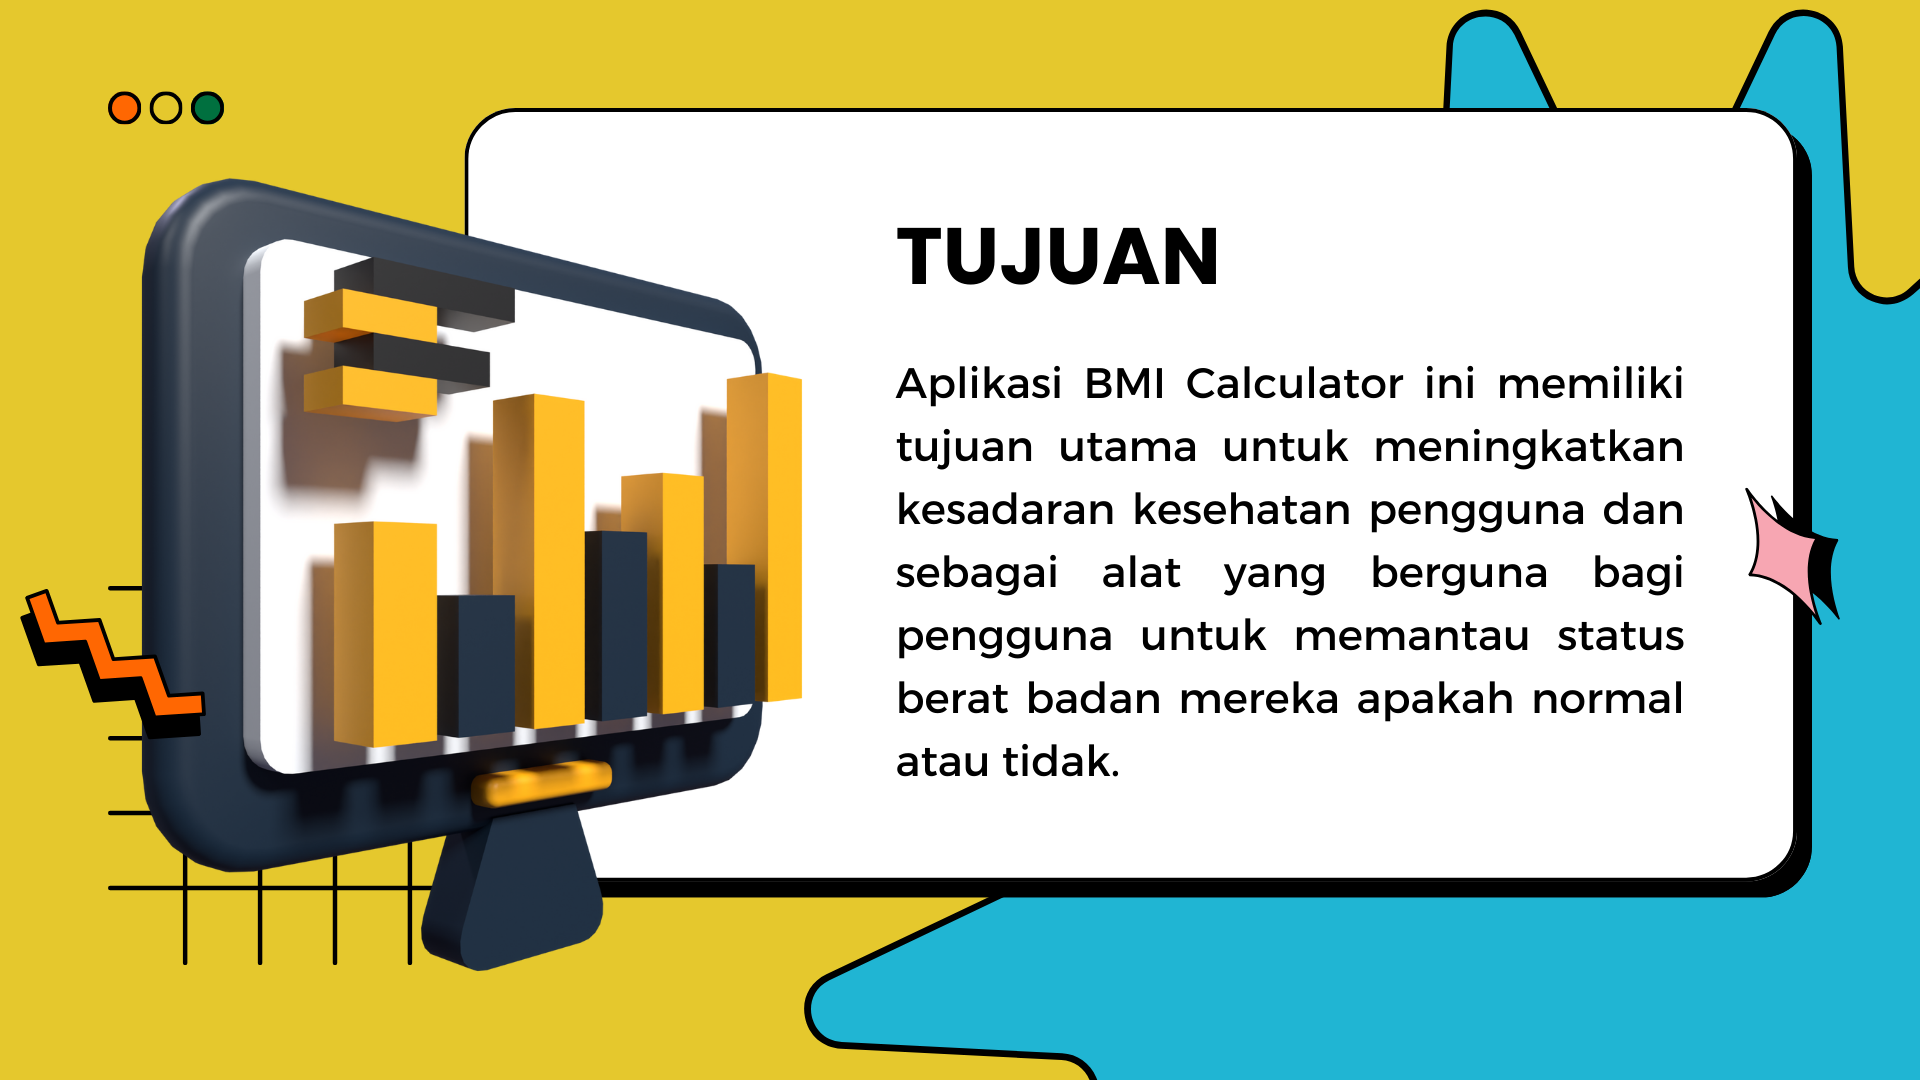 TUJUAN
Aplikasi BMI Calculator ini memiliki
tujuan utama untuk meningkatkan
kesadaran kesehatan pengguna dan
sebagai alat yang berguna bagi
pengguna untuk memantau status
berat badan mereka apakah normal
atau tidak.